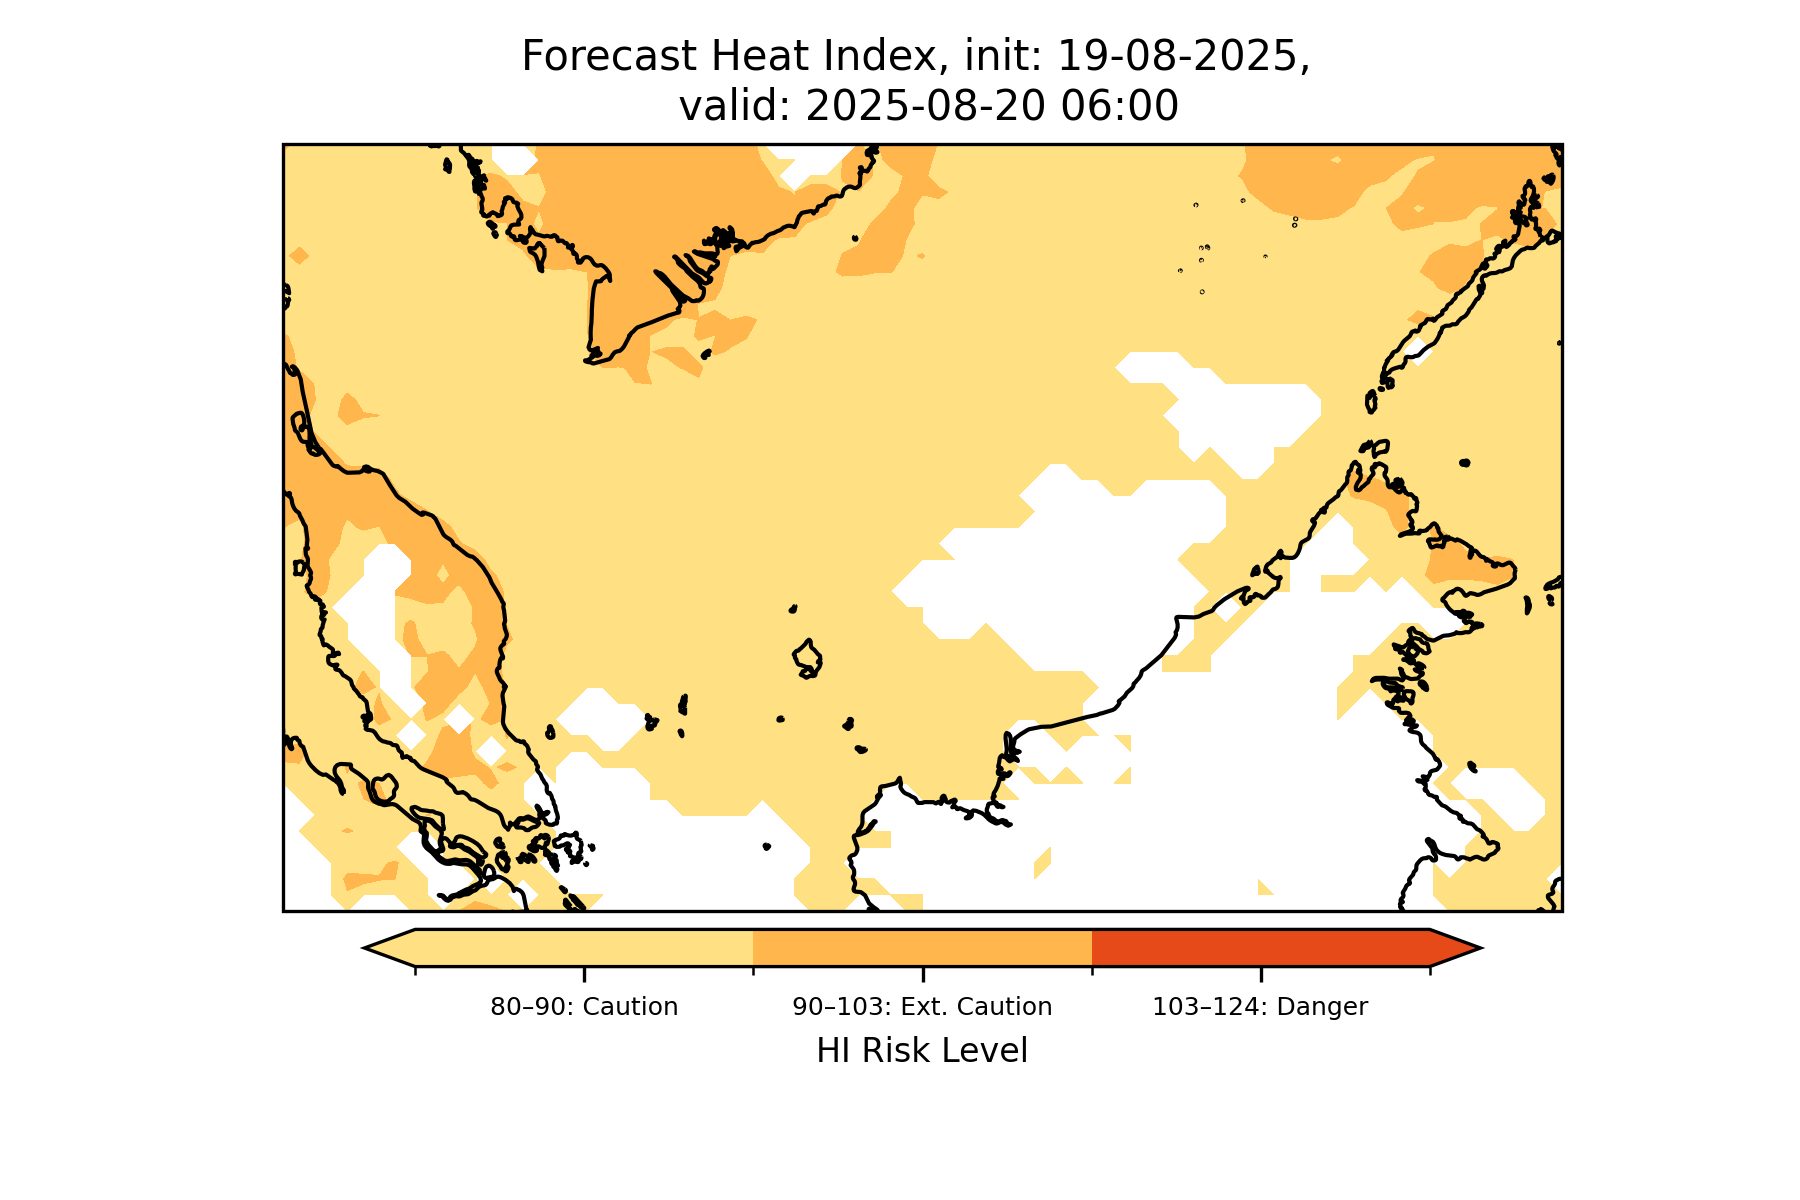 Forecast Heat Index, init: 19-08-2025,
valid: 2025-08-20 06:00
80–90: Caution
90–103: Ext. Caution
103–124: Danger
HI Risk Level